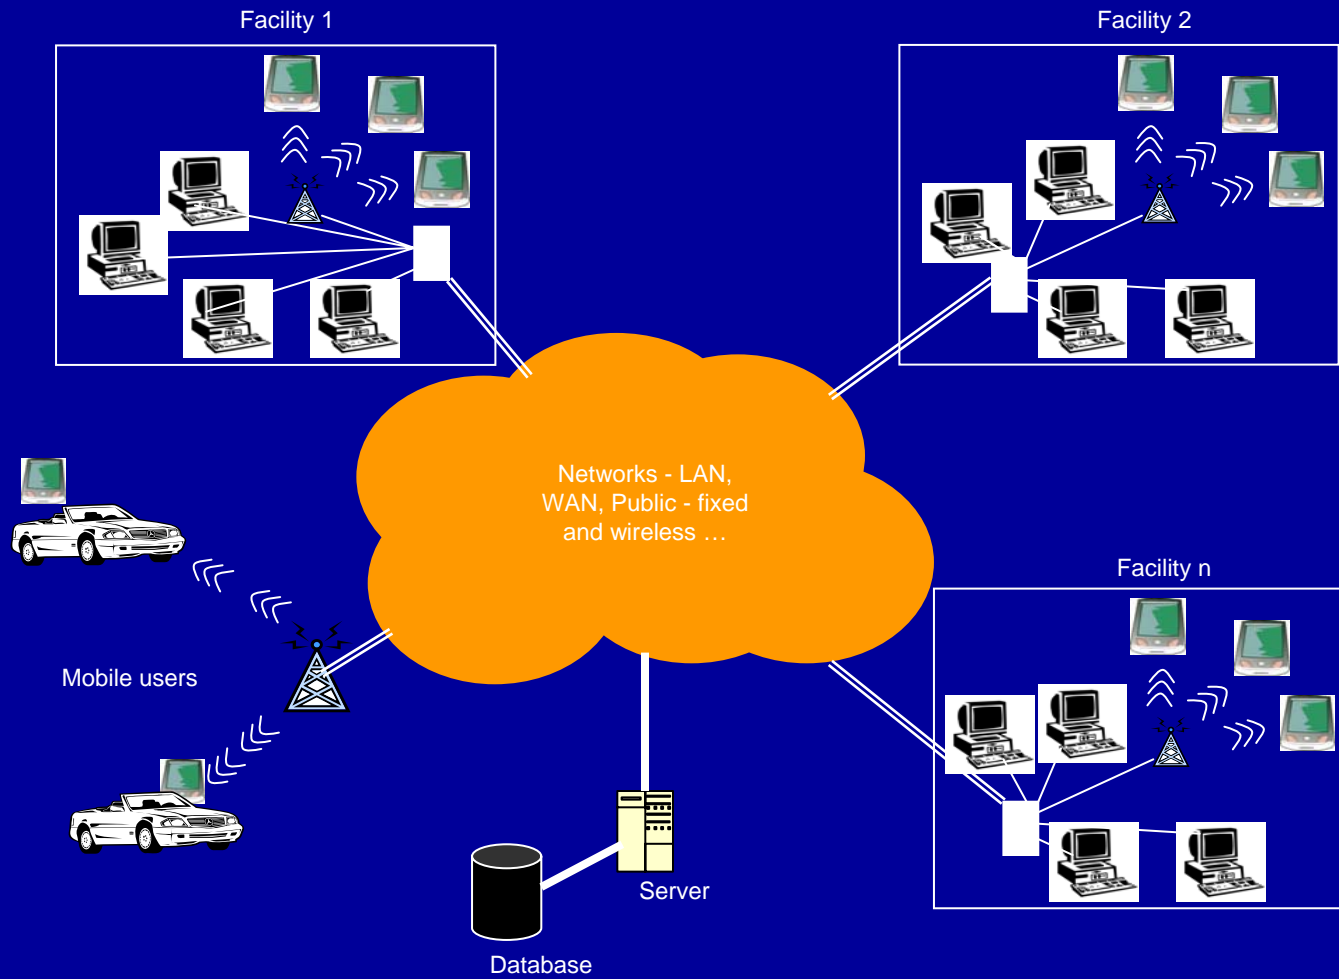 Facility 1
Facility 2
Networks - LAN,
WAN, Public - fixed
and wireless …
Facility n
Mobile users
Server
Database